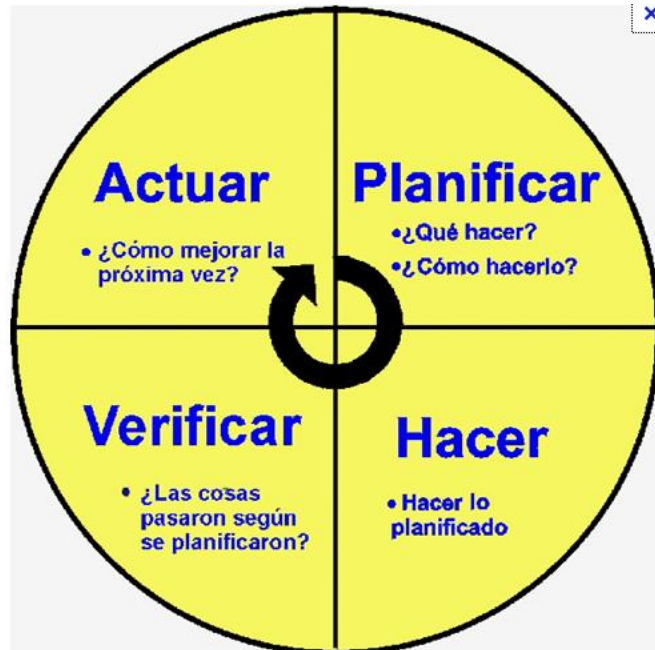 Actuar
• ¿Cómo mejorar la
próxima vez?
Planificar
•¿Qué hacer?
•¿Cómo hacerlo?
Verificar
• ¿Las cosas
pasaron según
se planificaron?
Hacer
• Hacer lo
planificado